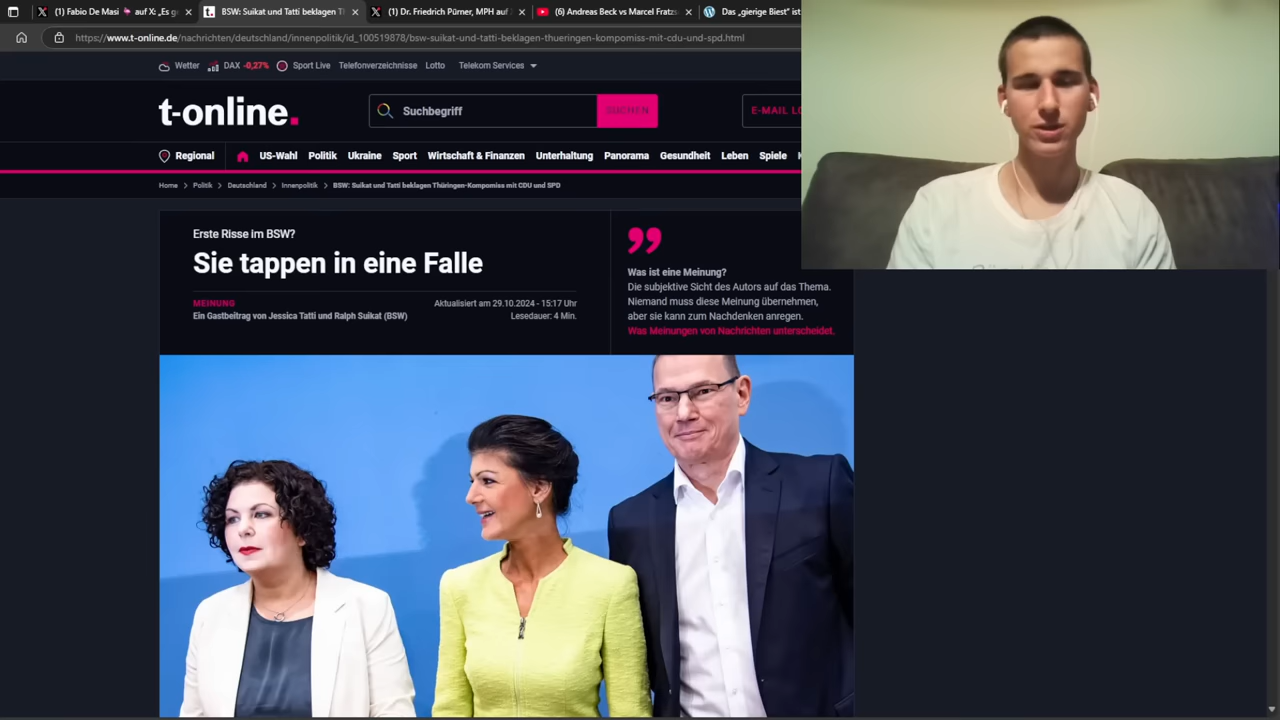 (1) Fabio De Masi 🦩 auf X: „Es g
BSW: Suikat und Tatti beklagen Th
(1) Dr. Friedrich Pürner, MPH auf
(6) Andreas Beck vs Marcel Fratzs
Das „gierige Biest" ist
https://www.t-online.de/nachrichten/deutschland/innenpolitik/id_100519878/bsw-suikat-und-tatti-beklagen-thueringen-kompomiss-mit-cdu-und-spd.html
Wetter DAX -0,27% Sport Live Telefonverzeichnisse Lotto Telekom Services
t-online.
Suchbegriff
SUCHEN
E-MAIL LO
Regional US-Wahl Politik Ukraine Sport Wirtschaft & Finanzen Unterhaltung Panorama Gesundheit Leben Spiele
Home > Politik > Deutschland > Innenpolitik > BSW: Suikat und Tatti beklagen Thüringen-Kompomiss mit CDU und SPD
Erste Risse im BSW?
Sie tappen in eine Falle
MEINUNG
Ein Gastbeitrag von Jessica Tatti und Ralph Suikat (BSW)
Aktualisiert am 29.10.2024 - 15:17 Uhr
Lesedauer: 4 Min.
Was ist eine Meinung?
Die subjektive Sicht des Autors auf das Thema.
Niemand muss diese Meinung übernehmen,
aber sie kann zum Nachdenken anregen.
Was Meinungen von Nachrichten unterscheidet.